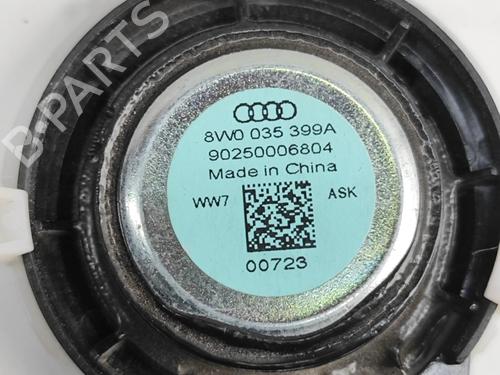 8W0 035 399A
90250006804
Made in China
WW7 ASK
00723
B-PARTS